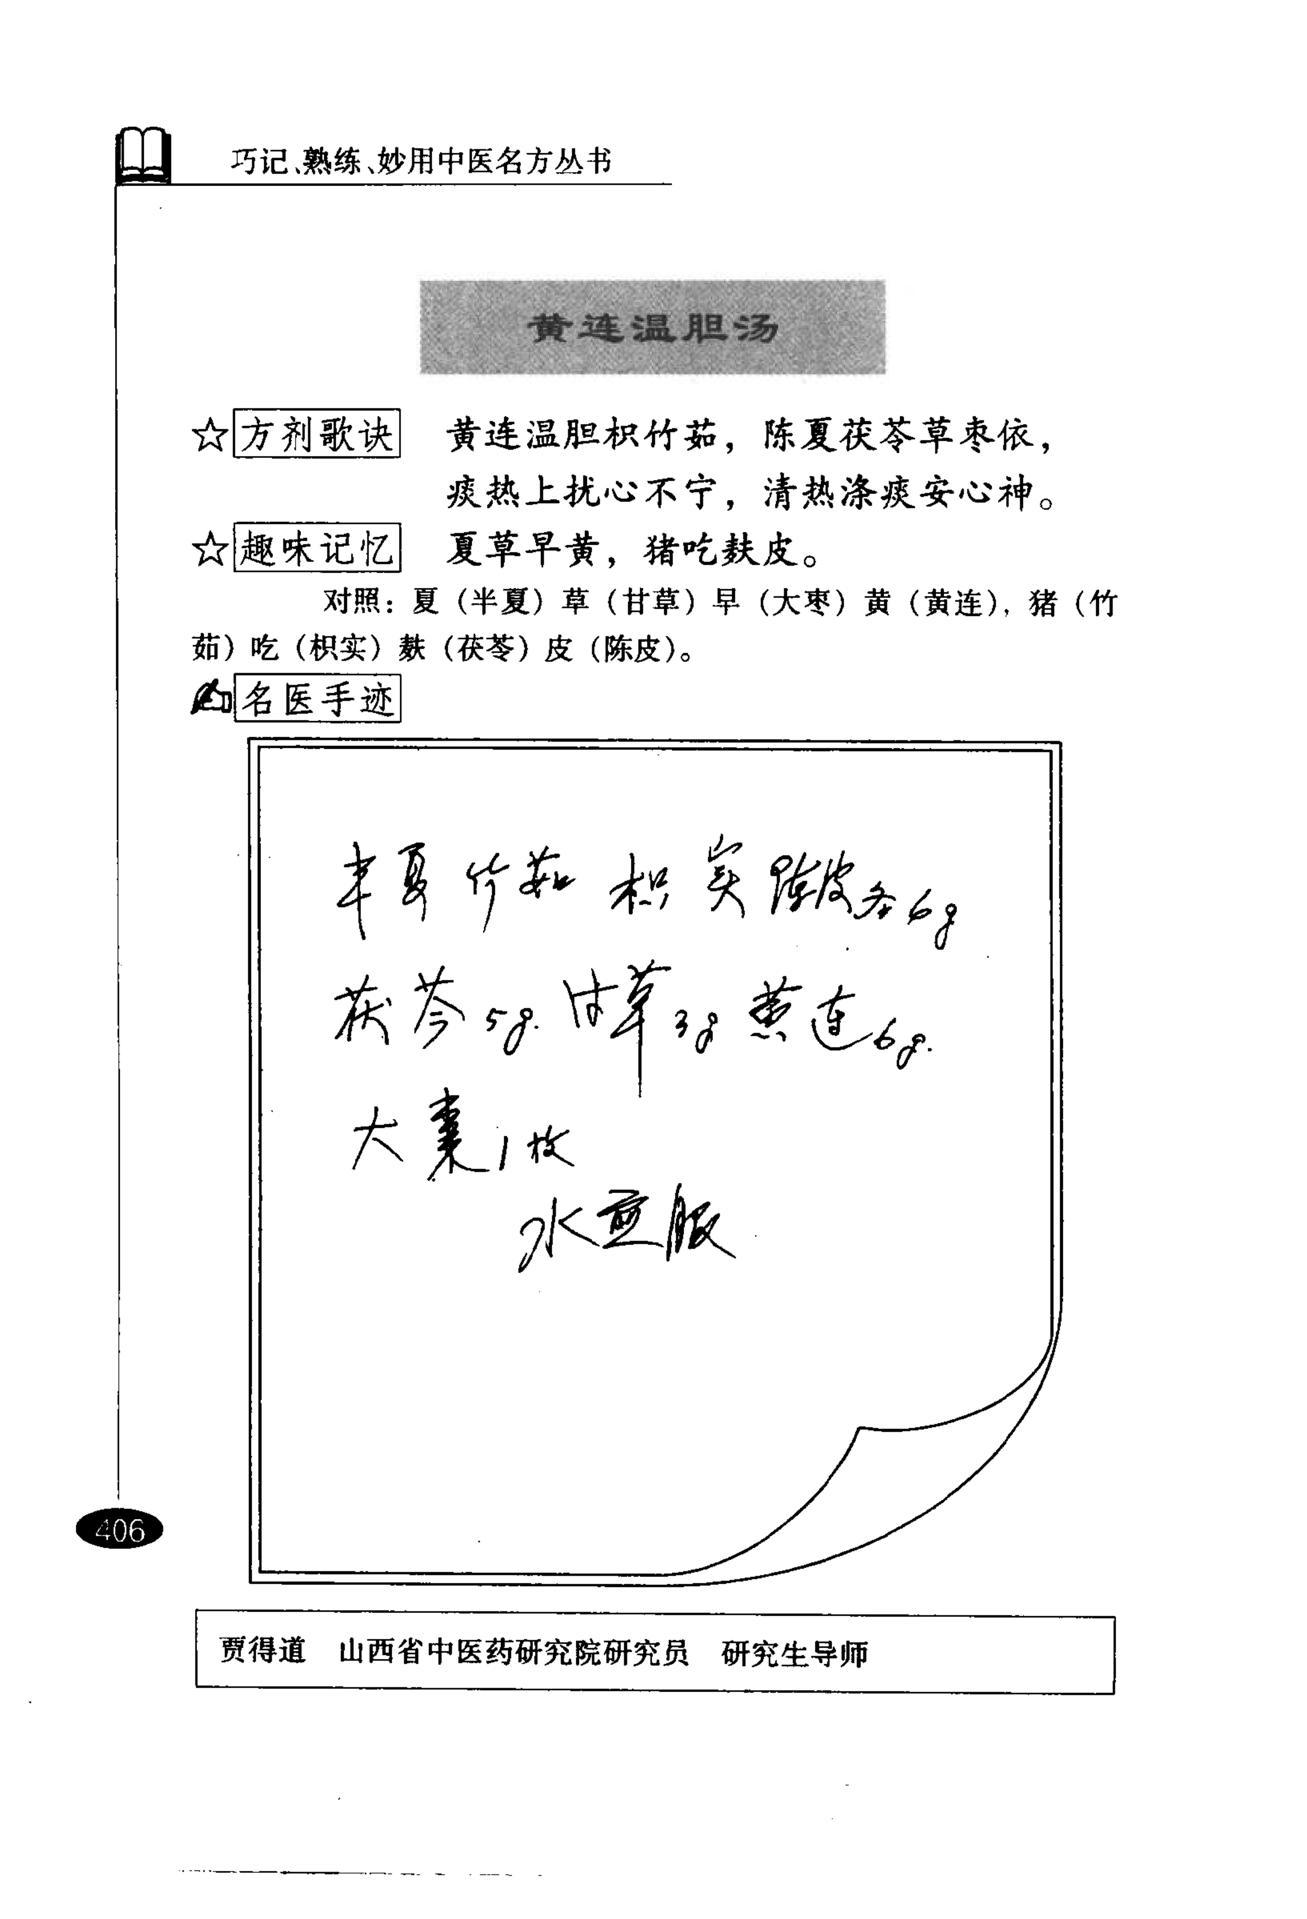 巧记、熟练、妙用中医名方丛书
黄连温胆汤
☆方剂歌诀 黄连温胆枳竹茹，陈夏茯苓草枣依，
痰热上扰心不宁，清热涤痰安心神。
☆趣味记忆 夏草早黄，猪吃麸皮。
对照：夏（半夏）草（甘草）早（大枣）黄（黄连），猪（竹
茹）吃（枳实）麸（茯苓）皮（陈皮）。
名医手迹
半夏 竹茹 枳实 陈皮各6g
茯苓5g. 甘草3g 黄连6g.
大枣1枚
水煎服
406
贾得道 山西省中医药研究院研究员 研究生导师